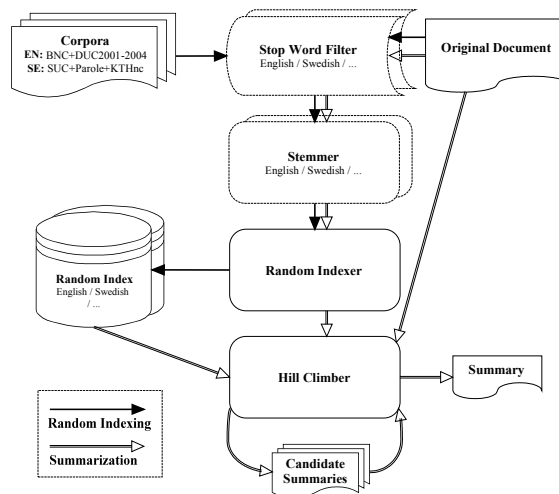 Corpora
EN: BNC+DUC2001-2004
SE: SUC+Parole+KTHnc
Stop Word Filter
English / Swedish / ...
Original Document
Stemmer
English / Swedish / ...
Random Index
English / Swedish
/ ...
Random Indexer
Hill Climber
Summary
Random Indexing
Summarization
Candidate
Summaries